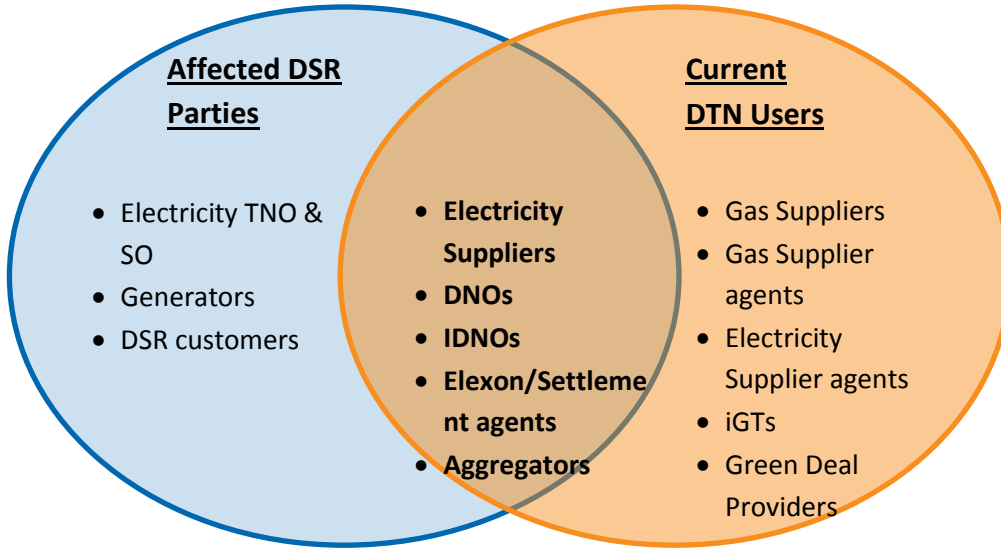 Affected DSR
Parties
• Electricity TNO &
SO
• Generators
• DSR customers
• Electricity
Suppliers
• DNOs
• IDNOs
• Elexon/Settleme
nt agents
• Aggregators
Current
DTN Users
• Gas Suppliers
• Gas Supplier
agents
• Electricity
Supplier agents
• iGTs
• Green Deal
Providers